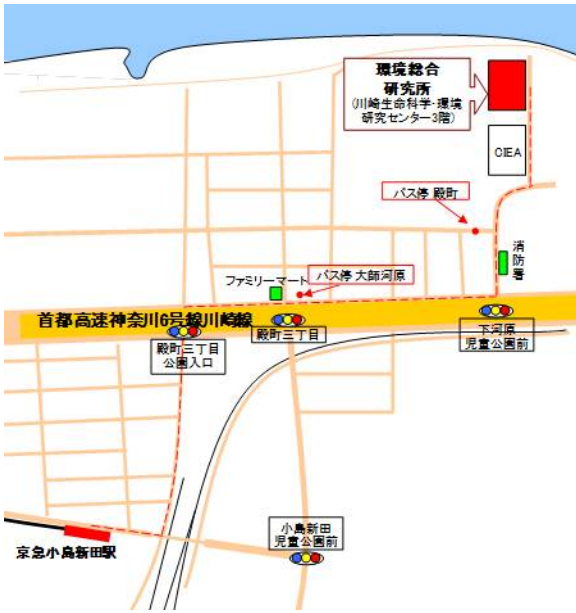 環境総合
研究所
(川崎生命科学・環境
研究センター3階)
CIEA
バス停 殿町
消
防
署
ファミリーマート
バス停 大師河原
首都高速神奈川6号線川崎線
殿町三丁目
公園入口
殿町三丁目
下河原
児童公園前
小島新田
児童公園前
京急小島新田駅